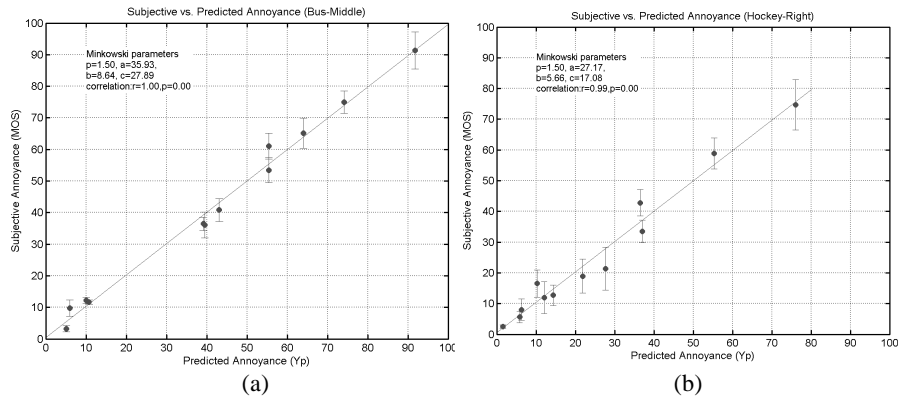 Subjective vs. Predicted Annoyance (Bus-Middle)
100
90
80
70
60
50
40
30
20
10
0
Subjective Annoyance (MOS)
Minkowski parameters
p=1.50, a=35.93,
b=8.64, c=27.89
correlation:r=1.00,p=0.00
0 10 20 30 40 50 60 70 80 90 100
Predicted Annoyance (Yp)
(a)
Subjective vs. Predicted Annoyance (Hockey-Right)
100
90
80
70
60
50
40
30
20
10
0
Subjective Annoyance (MOS)
Minkowski parameters
p=1.50, a=27.17,
b=5.66, c=17.08
correlation:r=0.99,p=0.00
0 10 20 30 40 50 60 70 80 90 100
Predicted Annoyance (Yp)
(b)